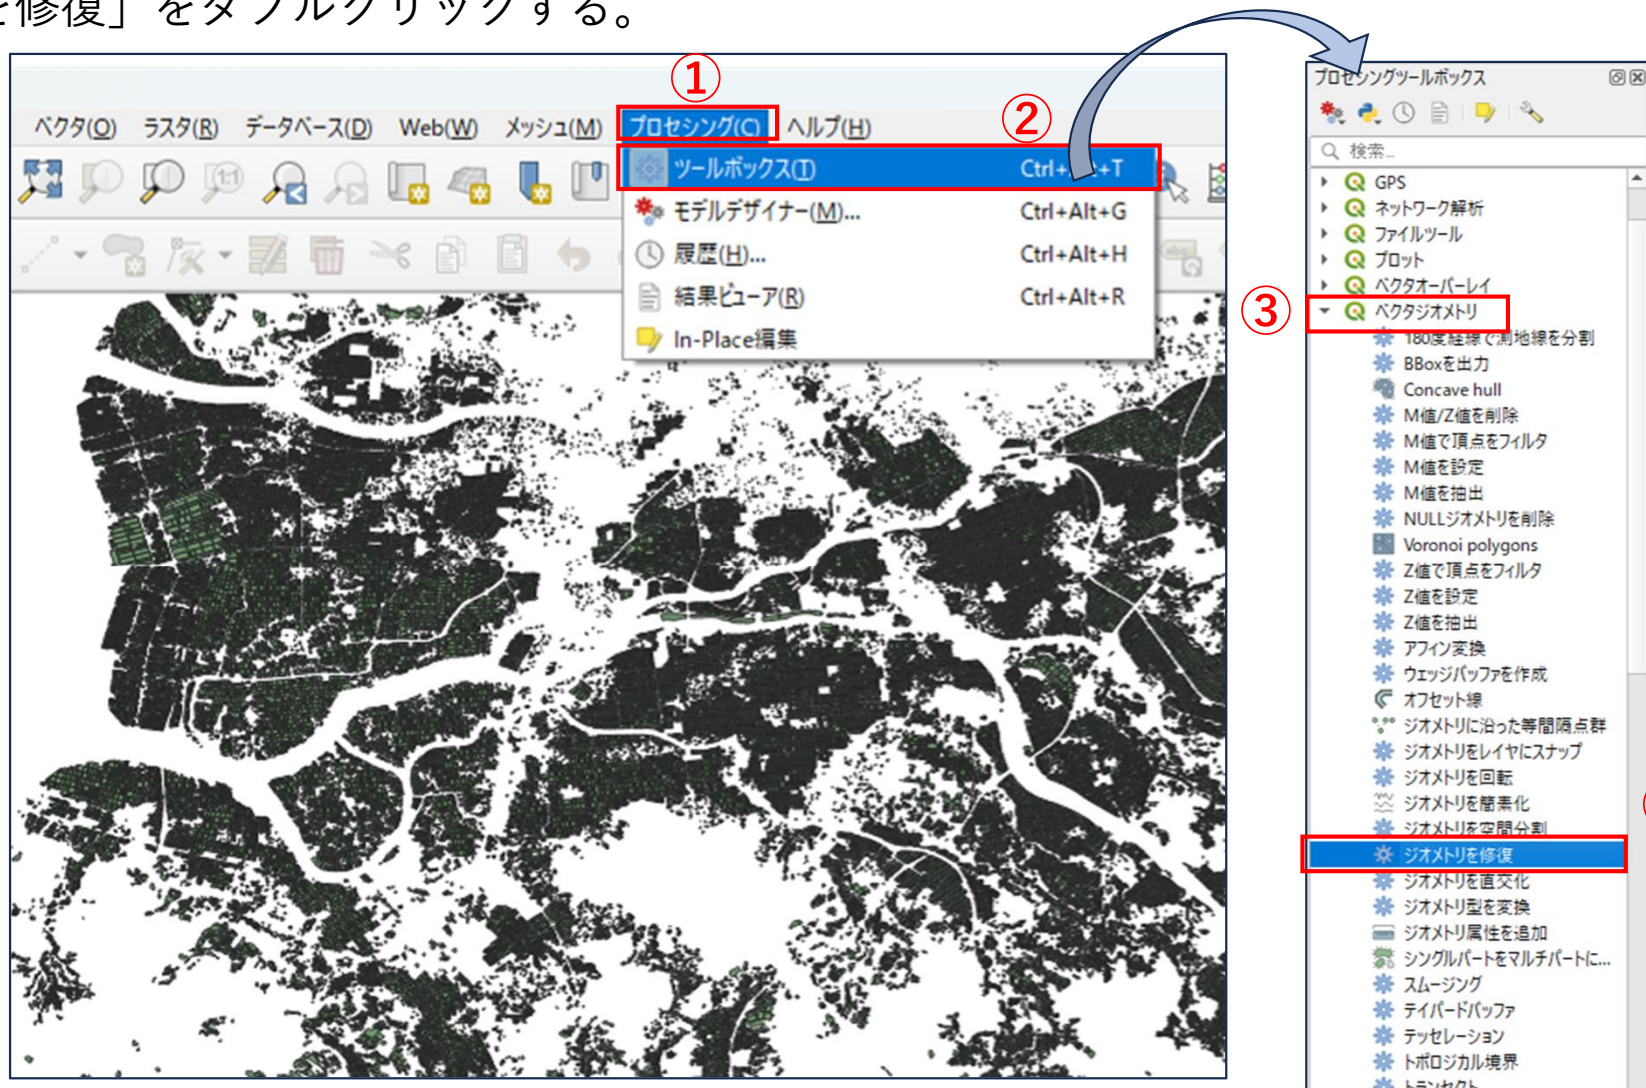 を修復」をダブルクリックする。
①
②
ベクタ(O) ラスタ(R) データベース(D) Web(W) メッシュ(M) プロセシング(C) ヘルプ(H)
ツールボックス(T) Ctrl+Alt+T
モデルデザイナー(M)... Ctrl+Alt+G
履歴(H)... Ctrl+Alt+H
結果ビューア(R) Ctrl+Alt+R
In-Place編集
1:1
abc
プロセシングツールボックス
検索...
GPS
ネットワーク解析
ファイルツール
プロット
ベクタオーバーレイ
③
ベクタジオメトリ
180度経線で測地線を分割
BBoxを出力
Concave hull
M値/Z値を削除
M値で頂点をフィルタ
M値を設定
M値を抽出
NULLジオメトリを削除
Voronoi polygons
Z値で頂点をフィルタ
Z値を設定
Z値を抽出
アフィン変換
ウェッジバッファを作成
オフセット線
ジオメトリに沿った等間隔点群
ジオメトリをレイヤにスナップ
ジオメトリを回転
ジオメトリを簡素化
ジオメトリを空間分割
ジオメトリを修復
ジオメトリを直交化
ジオメトリ型を変換
ジオメトリ属性を追加
シングルパートをマルチパートに...
スムージング
テイパードバッファ
テッセレーション
トポロジカル境界
トランセクト